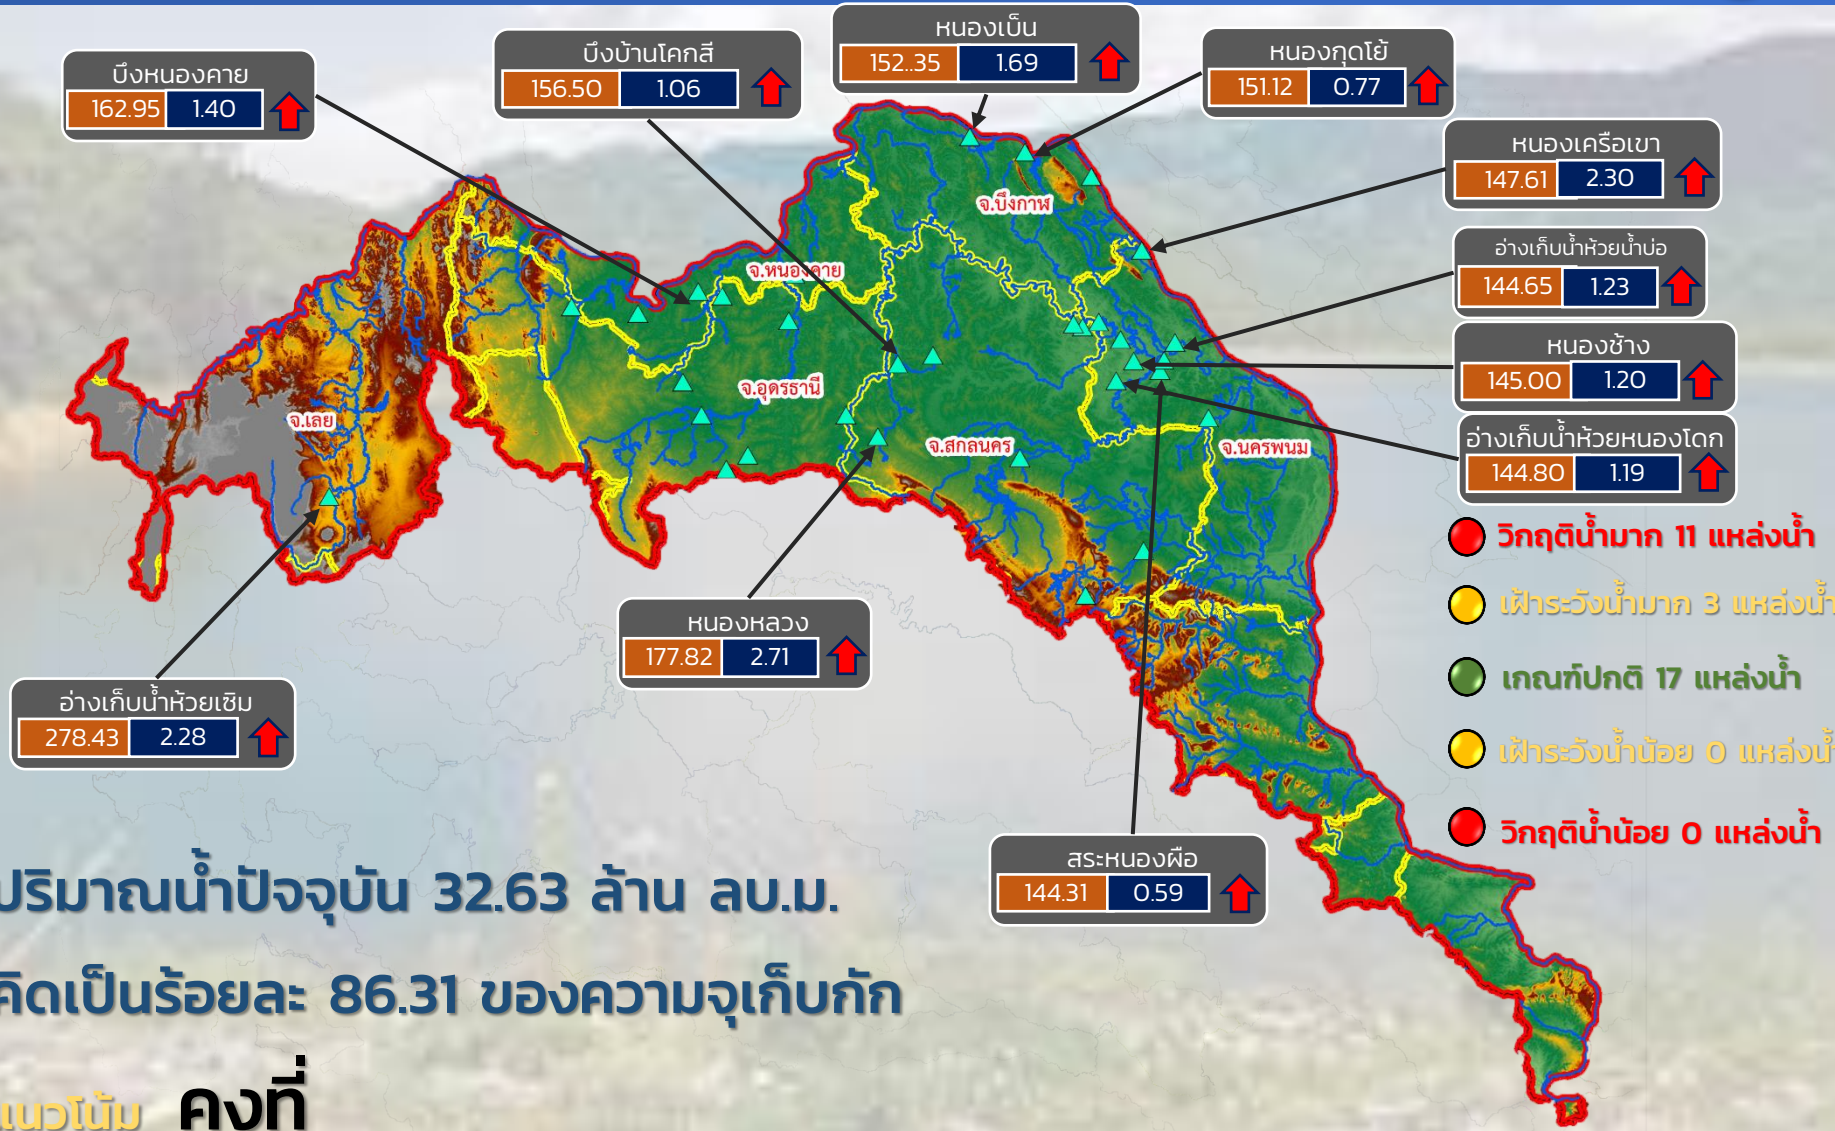 หนองเบ็น
152..35 1.69
บึงบ้านโคกสี
156.50 1.06
หนองกุดโย้
151.12 0.77
บึงหนองคาย
162.95 1.40
หนองเครือเขา
147.61 2.30
จ.บึงกาฬ
อ่างเก็บน้ำห้วยน้ำบ่อ
144.65 1.23
จ.หนองคาย
หนองช้าง
145.00 1.20
จ.อุดรธานี
จ.เลย
อ่างเก็บน้ำห้วยหนองโดก
144.80 1.19
จ.สกลนคร
จ.นครพนม
วิกฤติน้ำมาก 11 แหล่งน้ำ
เฝ้าระวังน้ำมาก 3 แหล่งน้ำ
หนองหลวง
177.82 2.71
เกณฑ์ปกติ 17 แหล่งน้ำ
อ่างเก็บน้ำห้วยเซิม
278.43 2.28
เฝ้าระวังน้ำน้อย 0 แหล่งน้ำ
วิกฤติน้ำน้อย 0 แหล่งน้ำ
สระหนองผือ
144.31 0.59
ปริมาณน้ำปัจจุบัน 32.63 ล้าน ลบ.ม.
คิดเป็นร้อยละ 86.31 ของความจุเก็บกัก
แนวโน้ม คงที่